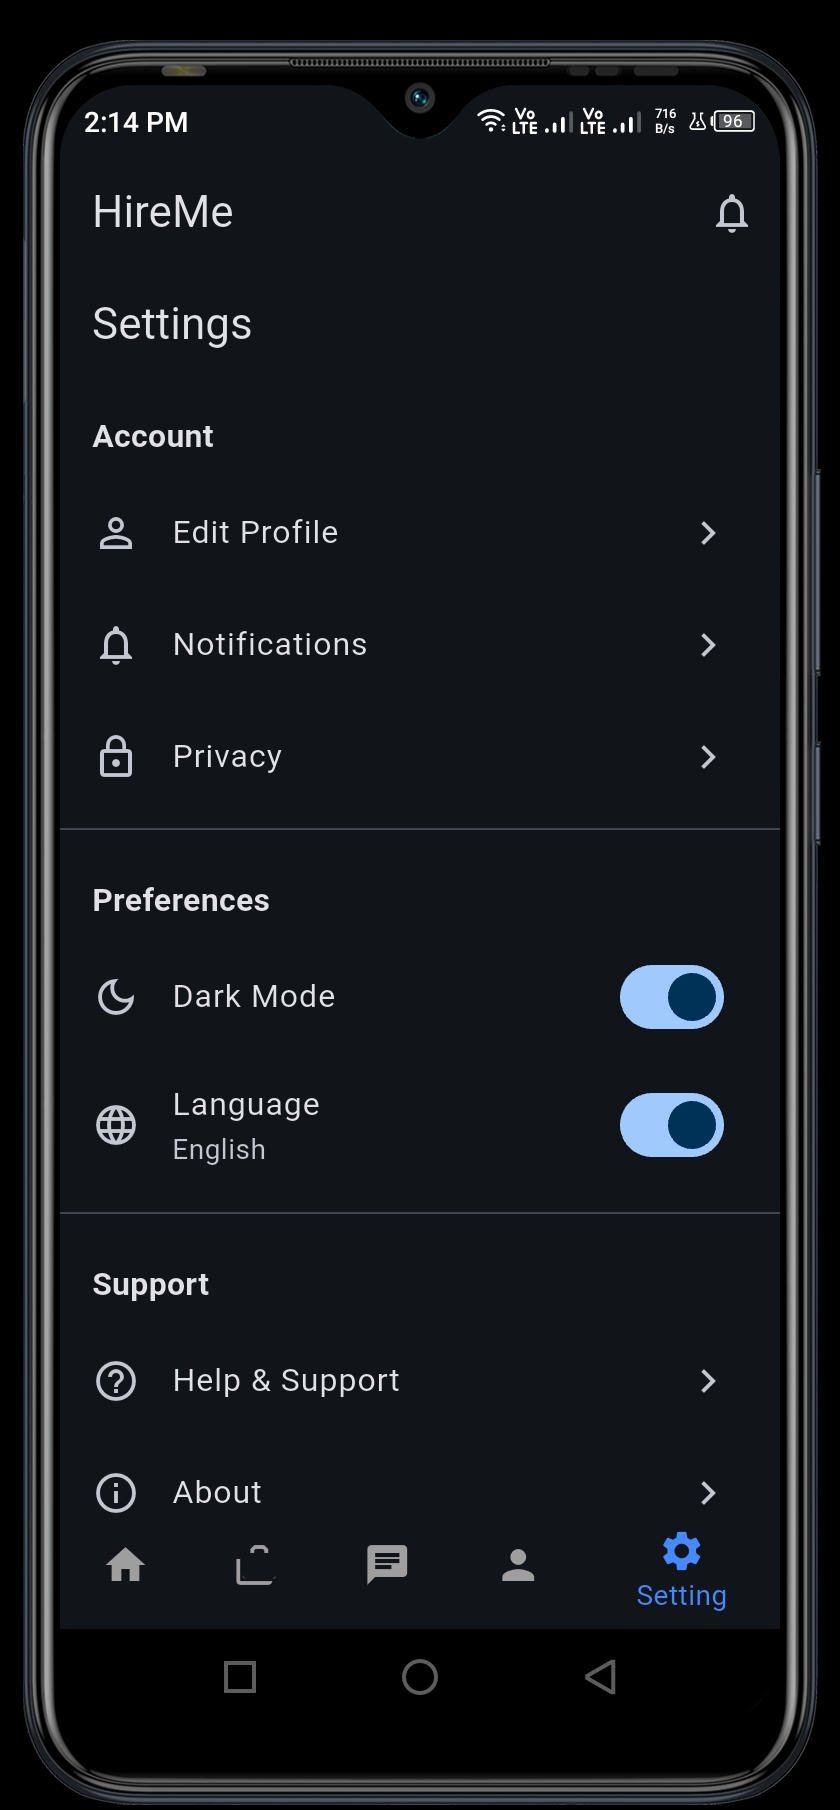 2:14 PM
Vo LTE Vo LTE 716 B/s 96
HireMe
Settings
Account
Edit Profile
Notifications
Privacy
Preferences
Dark Mode
Language
English
Support
Help & Support
About
Setting